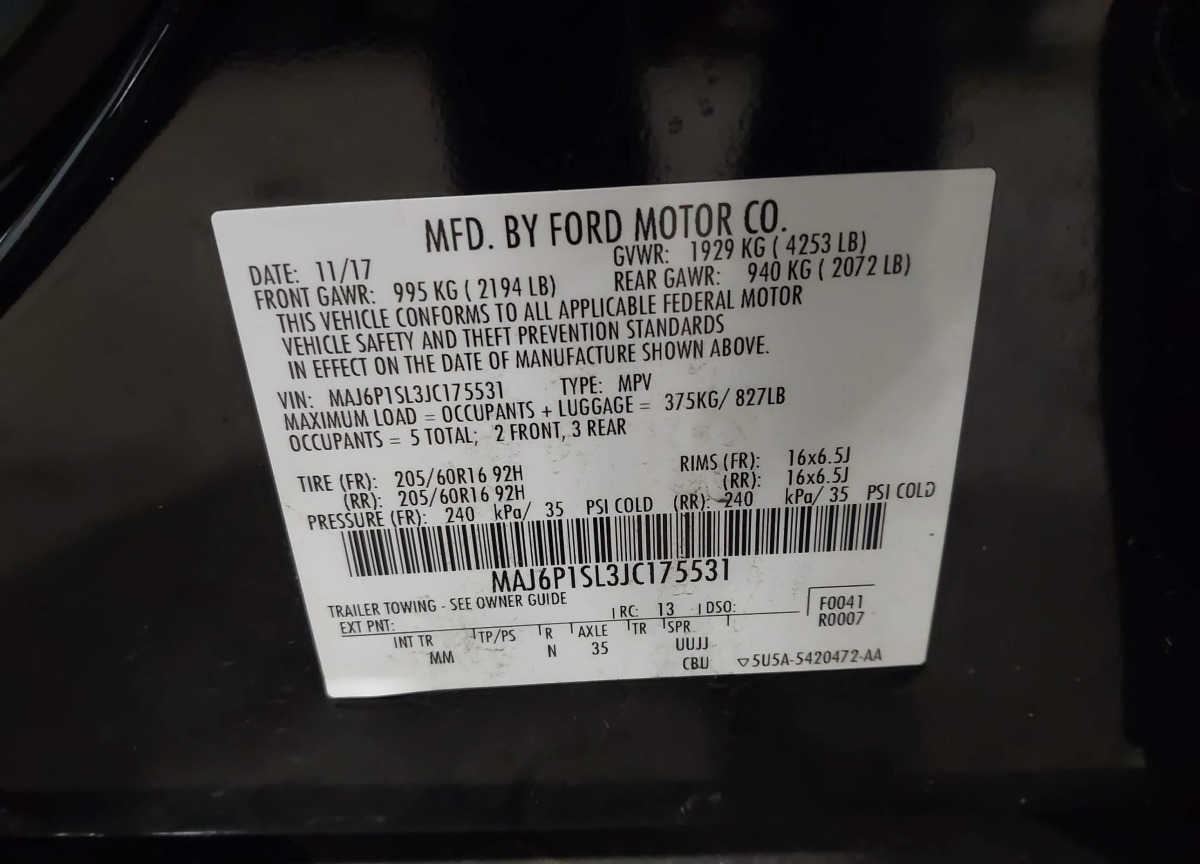 MFD. BY FORD MOTOR CO.
DATE: 11/17 GVWR: 1929 KG ( 4253 LB)
FRONT GAWR: 995 KG ( 2194 LB) REAR GAWR: 940 KG ( 2072 LB)
THIS VEHICLE CONFORMS TO ALL APPLICABLE FEDERAL MOTOR
VEHICLE SAFETY AND THEFT PREVENTION STANDARDS
IN EFFECT ON THE DATE OF MANUFACTURE SHOWN ABOVE.
VIN: MAJ6P1SL3JC175531 TYPE: MPV
MAXIMUM LOAD = OCCUPANTS + LUGGAGE = 375KG/ 827LB
OCCUPANTS = 5 TOTAL; 2 FRONT, 3 REAR
TIRE (FR): 205/60R16 92H RIMS (FR): 16x6.5J
(RR): 205/60R16 92H (RR): 16x6.5J
PRESSURE (FR): 240 kPa/ 35 PSI COLD (RR): 240 kPa/ 35 PSI COLD
MAJ6P1SL3JC175531
TRAILER TOWING - SEE OWNER GUIDE
EXT PNT: RC: 13 DSO: F0041
R0007
INT TR TP/PS R AXLE TR SPR
MM N 35 UUJJ
CBU 5U5A-5420472-AA